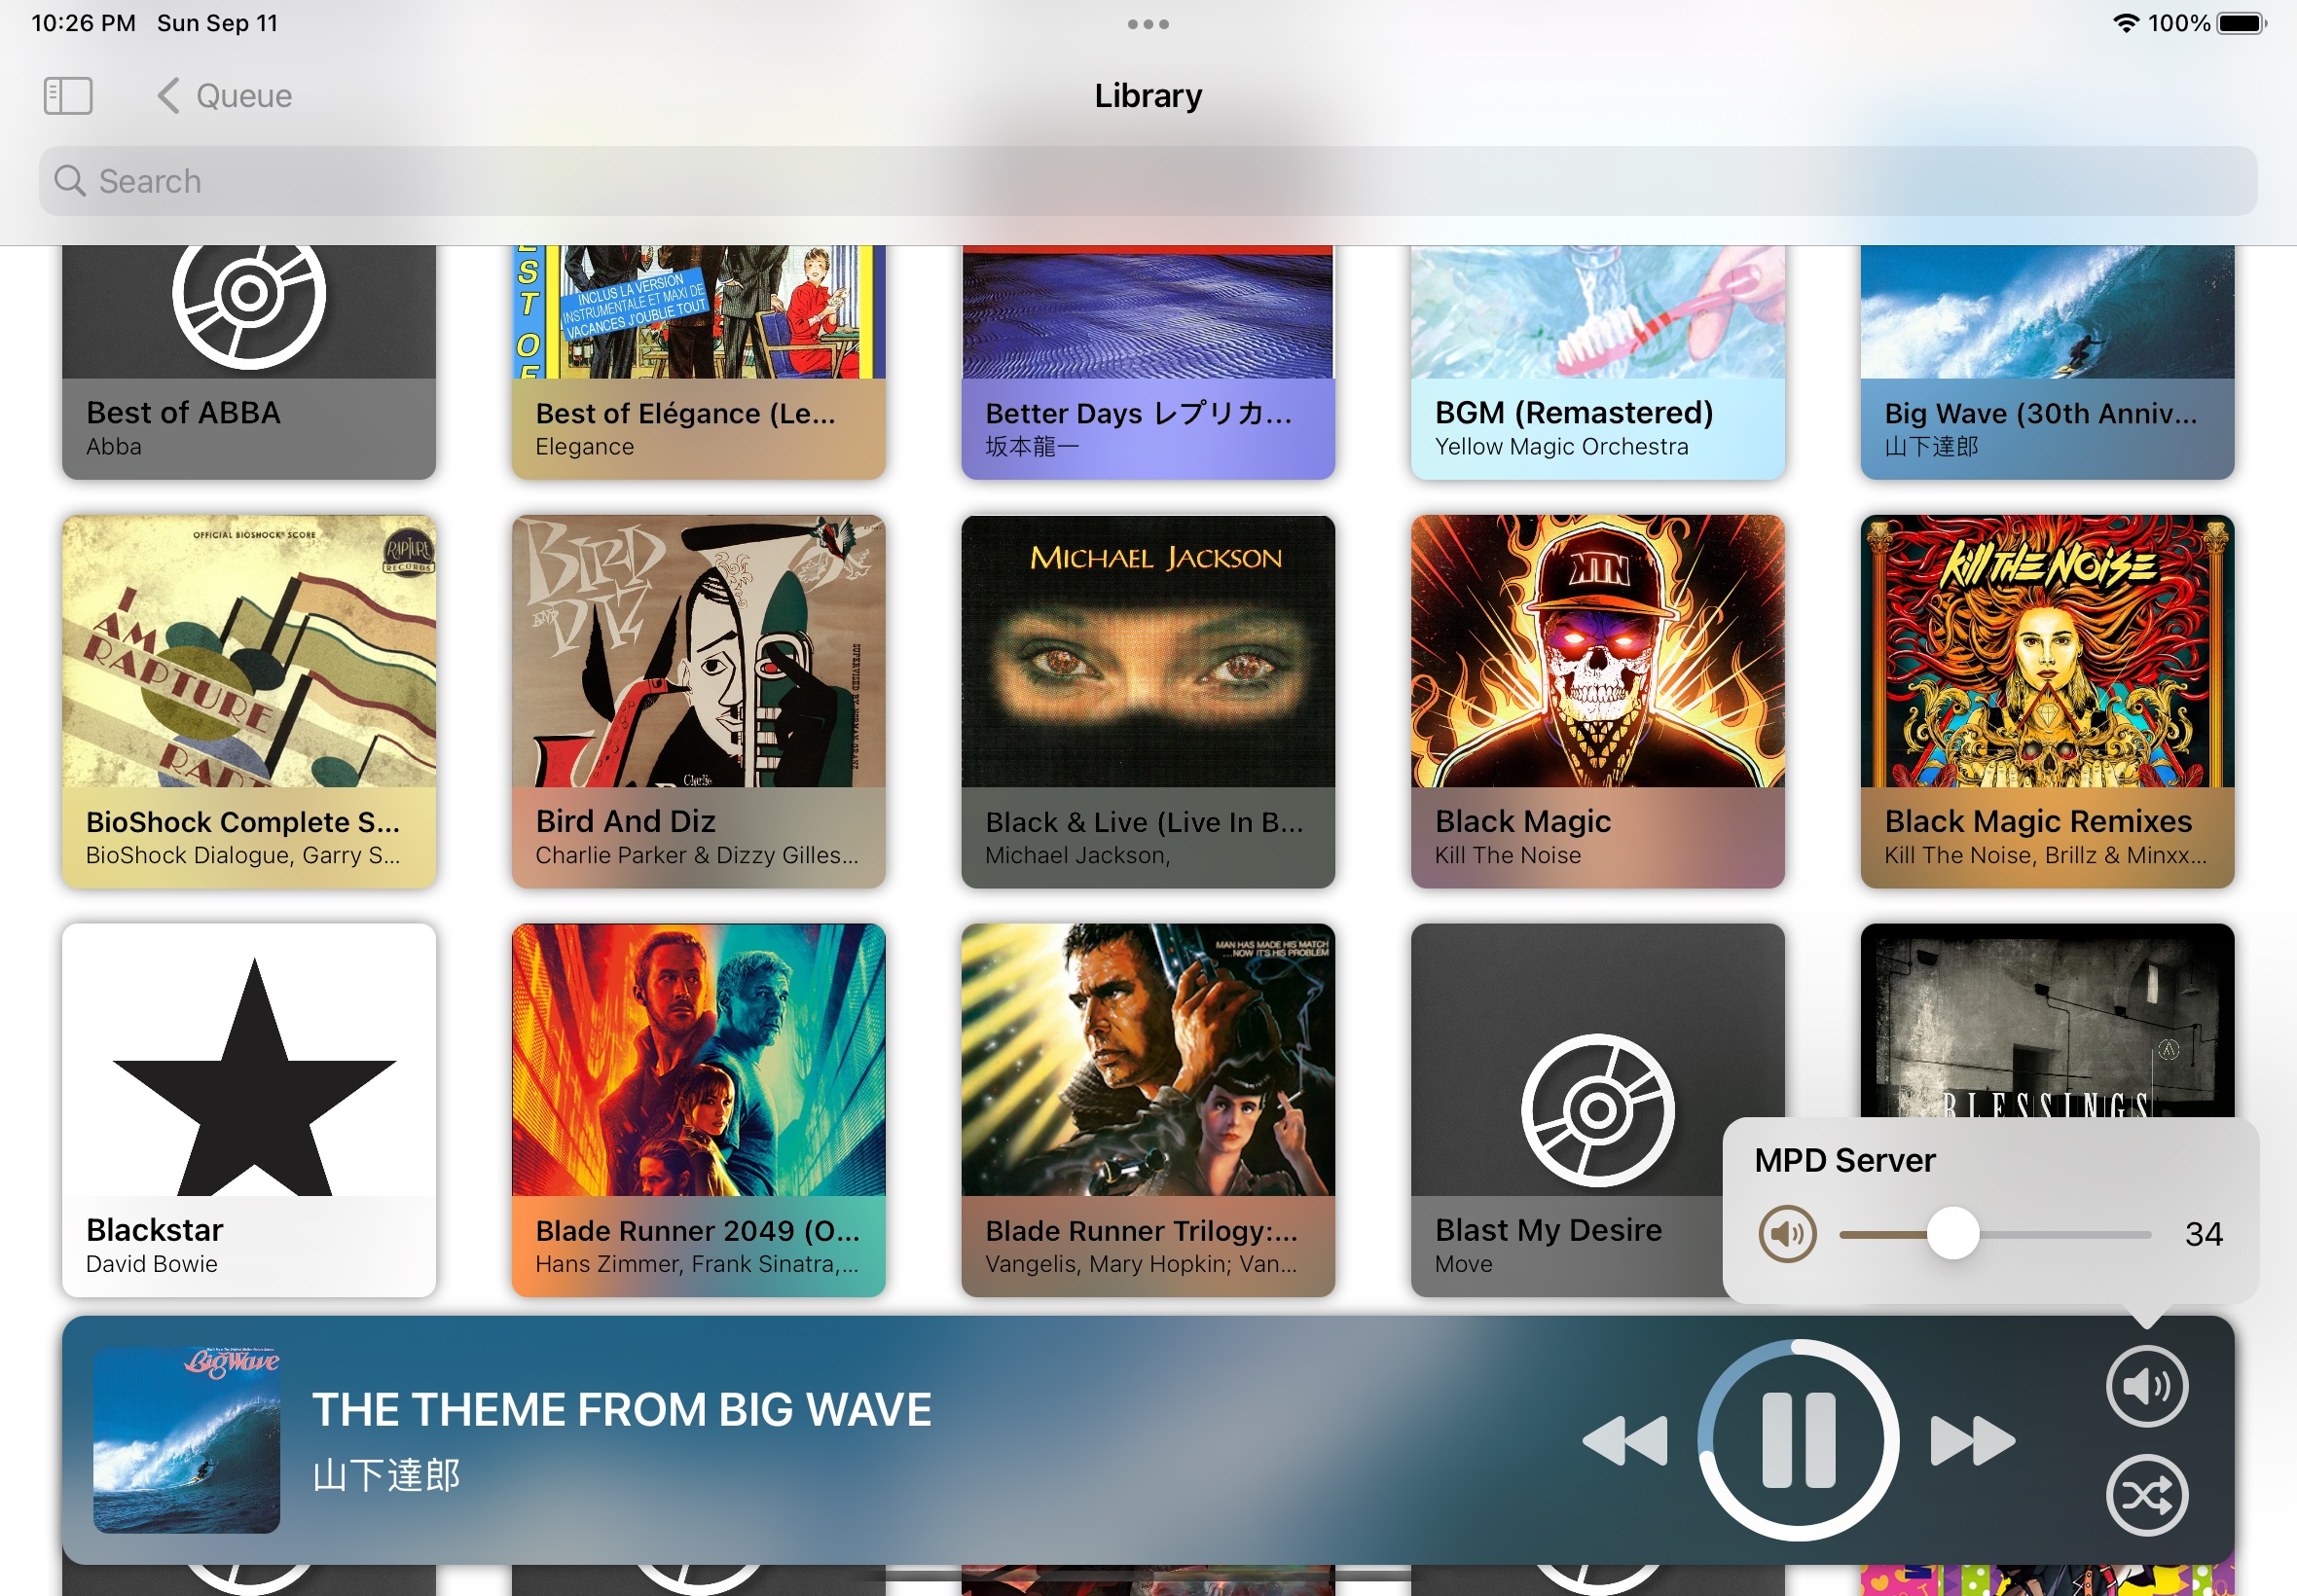 10:26 PM Sun Sep 11
100%
Queue
Library
Search
ST OF
INCLUS LA VERSION
INSTRUMENTALE ET MAXI DE
VACANCES J'OUBLIE TOUT
Best of ABBA
Abba
Best of Elégance (Le...
Elegance
Better Days レプリカ...
坂本龍一
BGM (Remastered)
Yellow Magic Orchestra
Big Wave (30th Anniv...
山下達郎
OFFICIAL BIOSHOCK SCORE
RAPTURE
RECORDS
I AM
RAPTURE
BIRD
AND
DIZ
Charlie
MICHAEL JACKSON
KTN
KILL THE NOISE
BioShock Complete S...
BioShock Dialogue, Garry S...
Bird And Diz
Charlie Parker & Dizzy Gilles...
Black & Live (Live In B...
Michael Jackson,
Black Magic
Kill The Noise
Black Magic Remixes
Kill The Noise, Brillz & Minxx...
MAN HAS MADE HIS MATCH
...NOW IT'S HIS PROBLEM
BLESSINGS
Blackstar
David Bowie
Blade Runner 2049 (O...
Hans Zimmer, Frank Sinatra,...
Blade Runner Trilogy:...
Vangelis, Mary Hopkin; Van...
Blast My Desire
Move
MPD Server
34
Big Wave
THE THEME FROM BIG WAVE
山下達郎